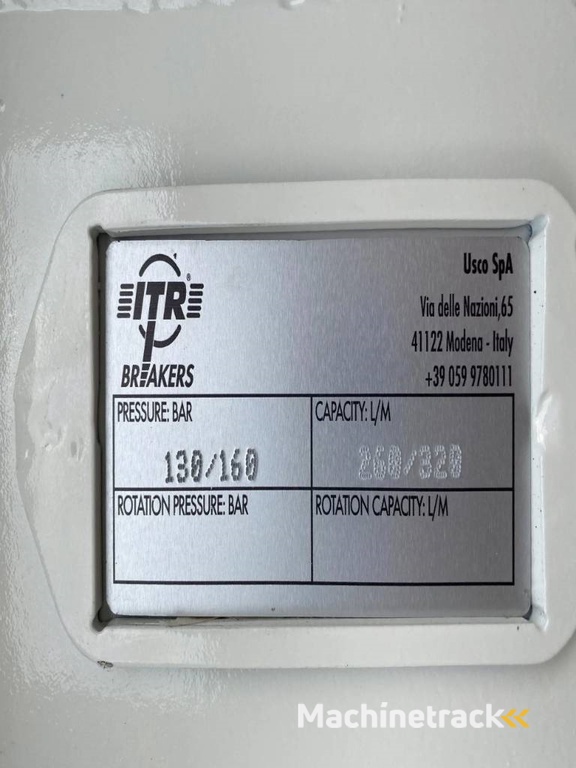 ITR®
BREAKERS
Usco SpA
Via delle Nazioni,65
41122 Modena - Italy
+39 059 9780111
PRESSURE: BAR
130/160
CAPACITY: L/M
260/320
ROTATION PRESSURE: BAR
ROTATION CAPACITY: L/M
Machinetrack